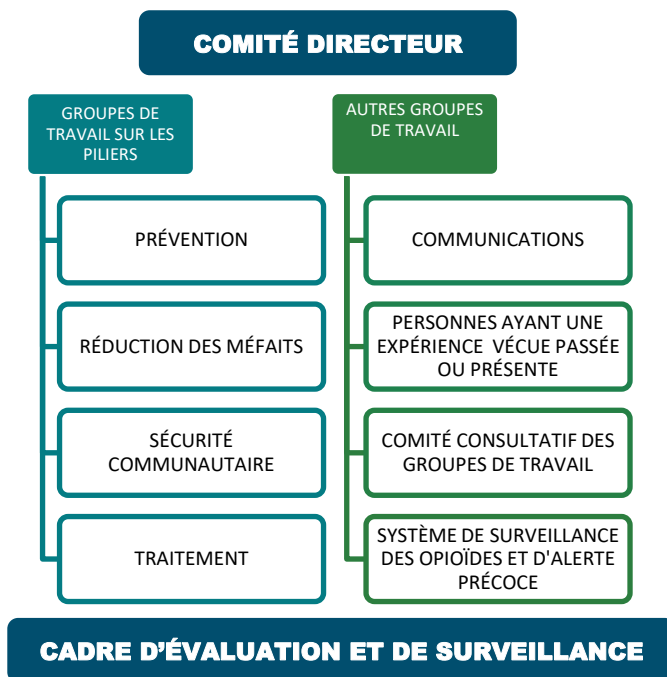 COMITÉ DIRECTEUR
GROUPES DE
TRAVAIL SUR LES
PILIERS
PRÉVENTION
RÉDUCTION DES MÉFAITS
SÉCURITÉ
COMMUNAUTAIRE
TRAITEMENT
AUTRES GROUPES
DE TRAVAIL
COMMUNICATIONS
PERSONNES AYANT UNE
EXPÉRIENCE VÉCUE PASSÉE
OU PRÉSENTE
COMITÉ CONSULTATIF DES
GROUPES DE TRAVAIL
SYSTÈME DE SURVEILLANCE
DES OPIOÏDES ET D'ALERTE
PRÉCOCE
CADRE D’ÉVALUATION ET DE SURVEILLANCE